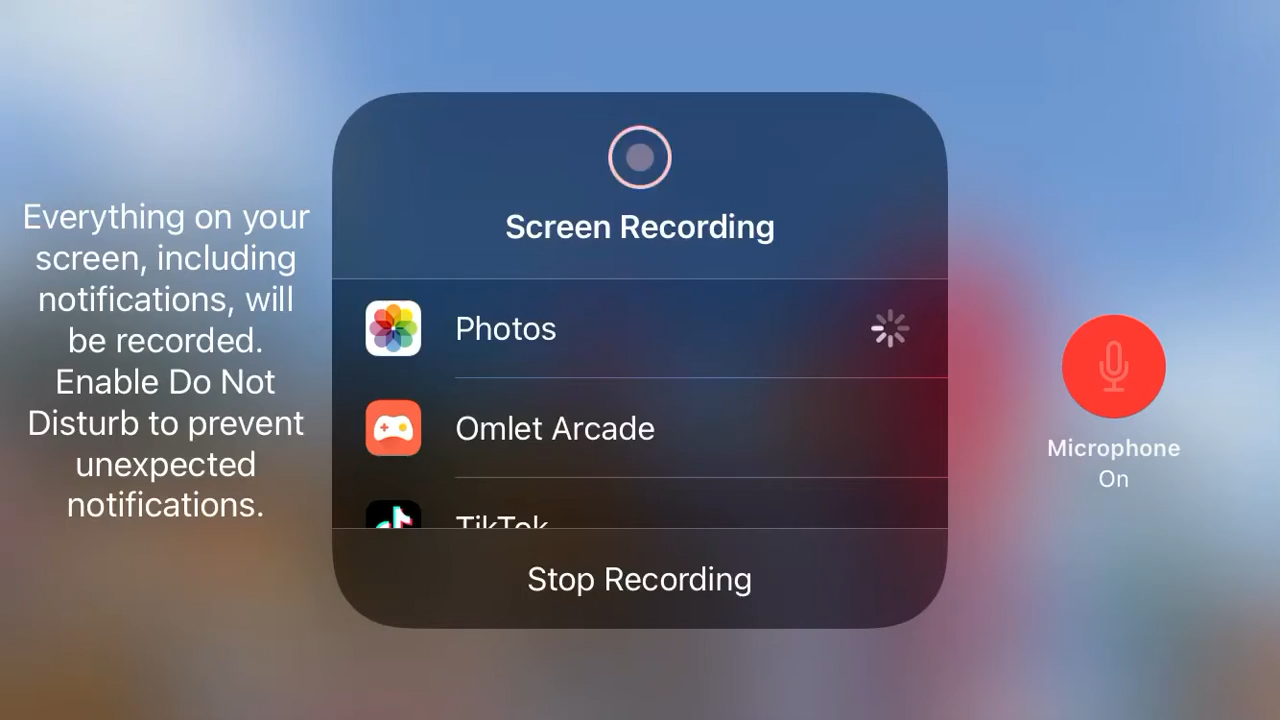 Everything on your
screen, including
notifications, will
be recorded.
Enable Do Not
Disturb to prevent
unexpected
notifications.
Screen Recording
Photos
Omlet Arcade
TikTok
Stop Recording
Microphone
On